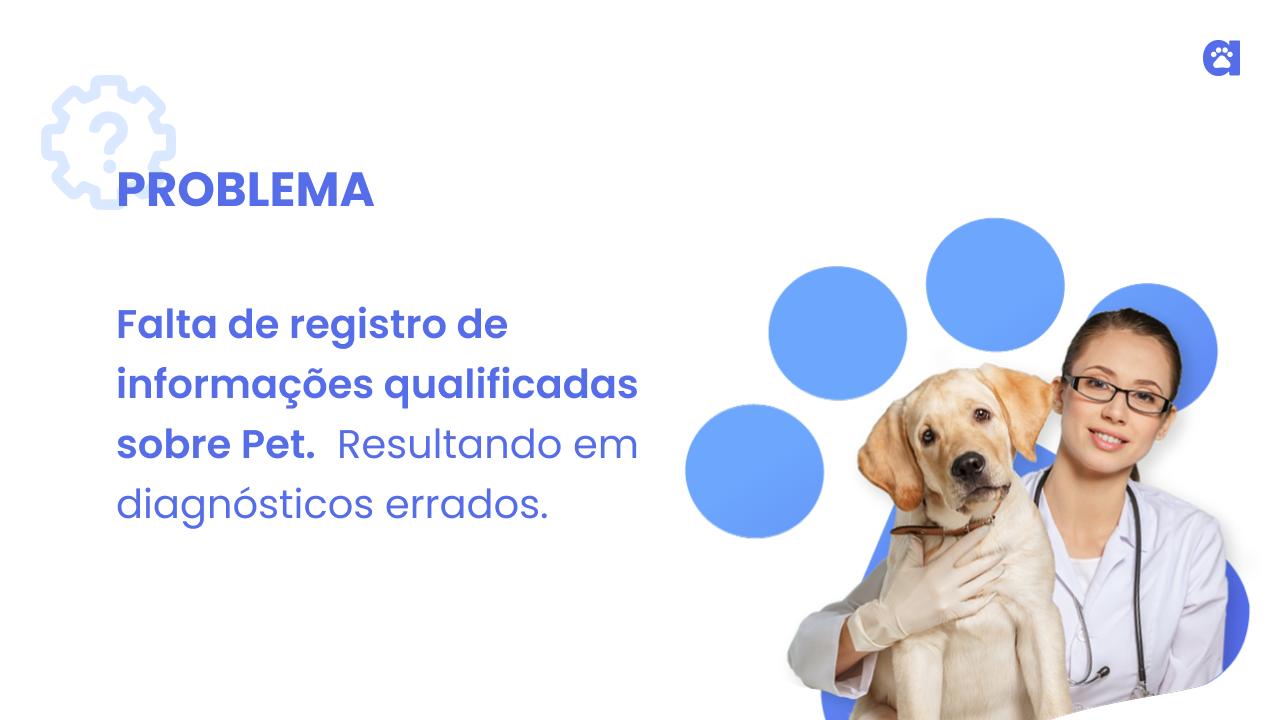 PROBLEMA
Falta de registro de
informações qualificadas
sobre Pet. Resultando em
diagnósticos errados.